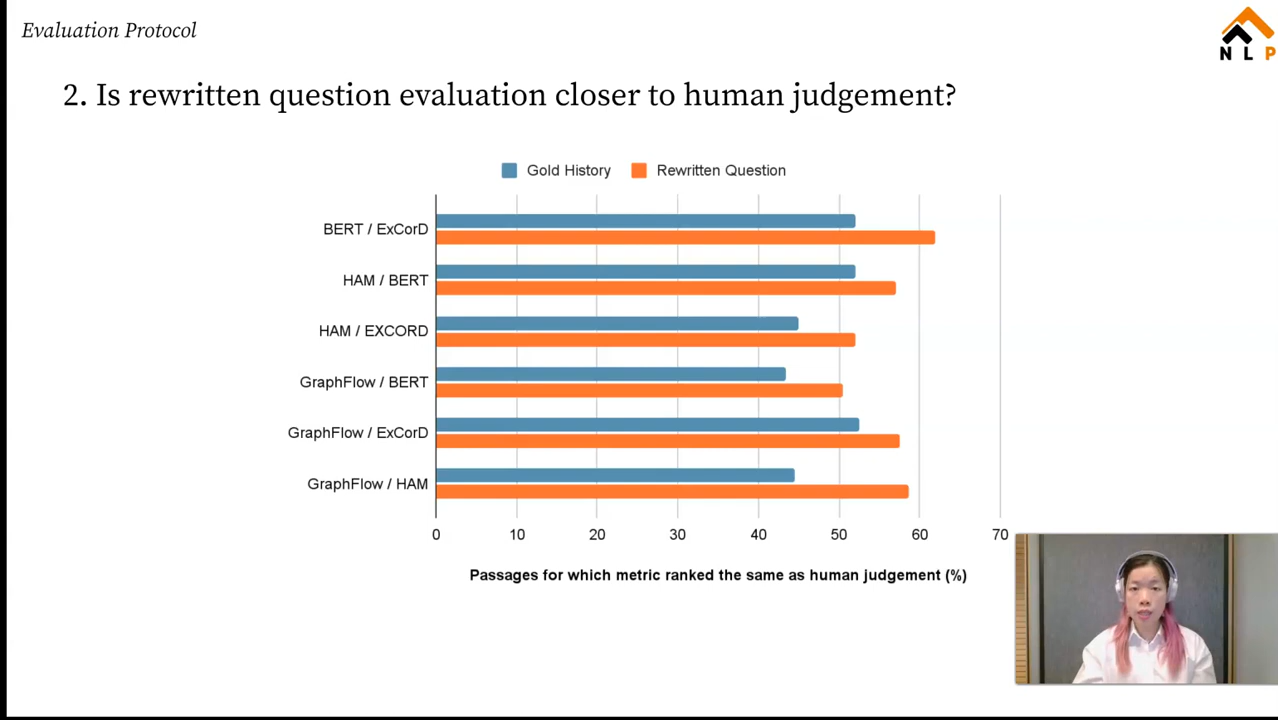 Evaluation Protocol
NLP
2. Is rewritten question evaluation closer to human judgement?
Gold History Rewritten Question
BERT / ExCorD
HAM / BERT
HAM / EXCORD
GraphFlow / BERT
GraphFlow / ExCorD
GraphFlow / HAM
0 10 20 30 40 50 60 70
Passages for which metric ranked the same as human judgement (%)